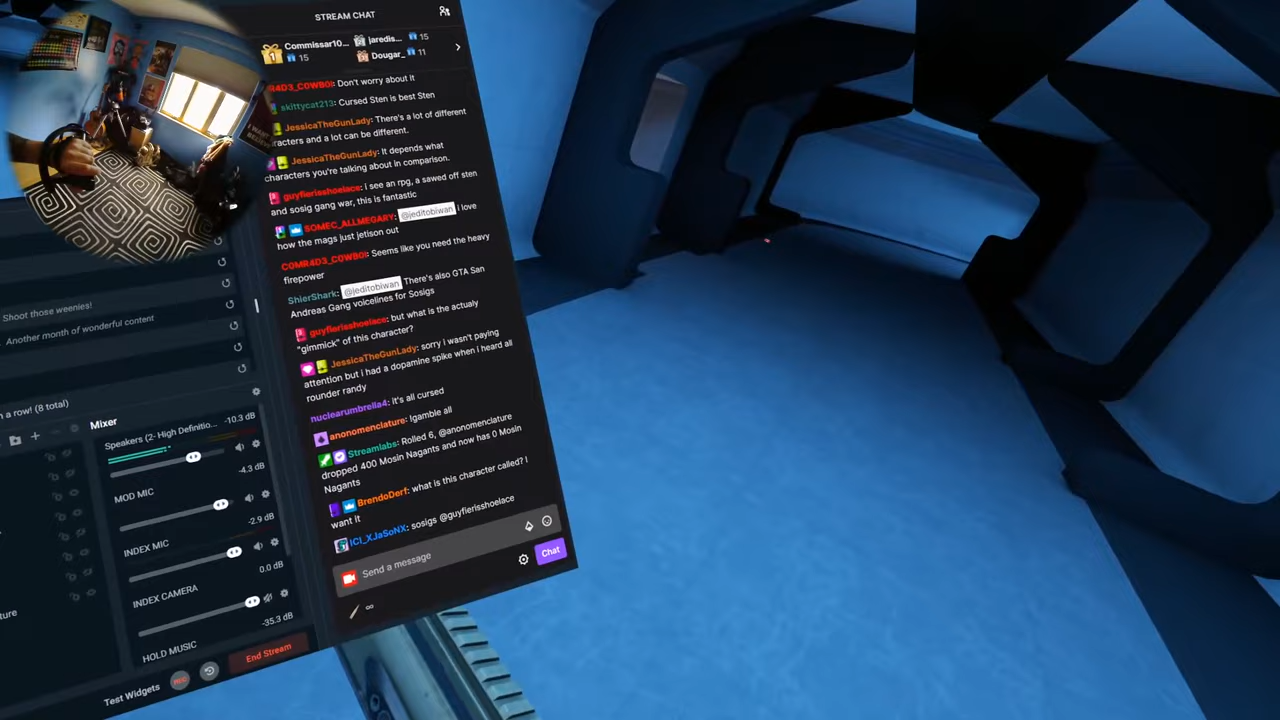 STREAM CHAT
Commissar10... 15
jaredis... 15
Dougar_ 11
R4D3_C0WB0I: Don't worry about it
skittycat213: Cursed Sten is best Sten
JessicaTheGunLady: There's a lot of different
racters and a lot can be different.
JessicaTheGunLady: It depends what
characters you're talking about in comparison.
guyfierisshoelace: i see an rpg, a sawed off sten
and sosig gang war, this is fantastic
SOMEC_ALLMEGARY: @jeditobiwan i love
how the mags just jetison out
C0MR4D3_C0WB0I: Seems like you need the heavy
firepower
ShierShark: @jeditobiwan There's also GTA San
Andreas Gang voicelines for Sosigs
guyfierisshoelace: but what is the actualy
"gimmick" of this character?
JessicaTheGunLady: sorry i wasn't paying
attention but i had a dopamine spike when i heard all
rounder randy
nuclearumbrella4: It's all cursed
anonomenclature: !gamble all
Streamlabs: Rolled 6, @anonomenclature
dropped 400 Mosin Nagants and now has 0 Mosin
Nagants
BrendoDerf: what is this character called? I
want it
ICI_XJaSoNX: sosigs @guyfierisshoelace
Send a message
Chat
Shoot those weenies!
Another month of wonderful content
n a row! (8 total)
Mixer
Speakers (2- High Definitio... -10.3 dB
-4.3 dB
MOD MIC
-2.9 dB
INDEX MIC
0.0 dB
INDEX CAMERA
-35.3 dB
HOLD MUSIC
ture
Test Widgets
REC
End Stream